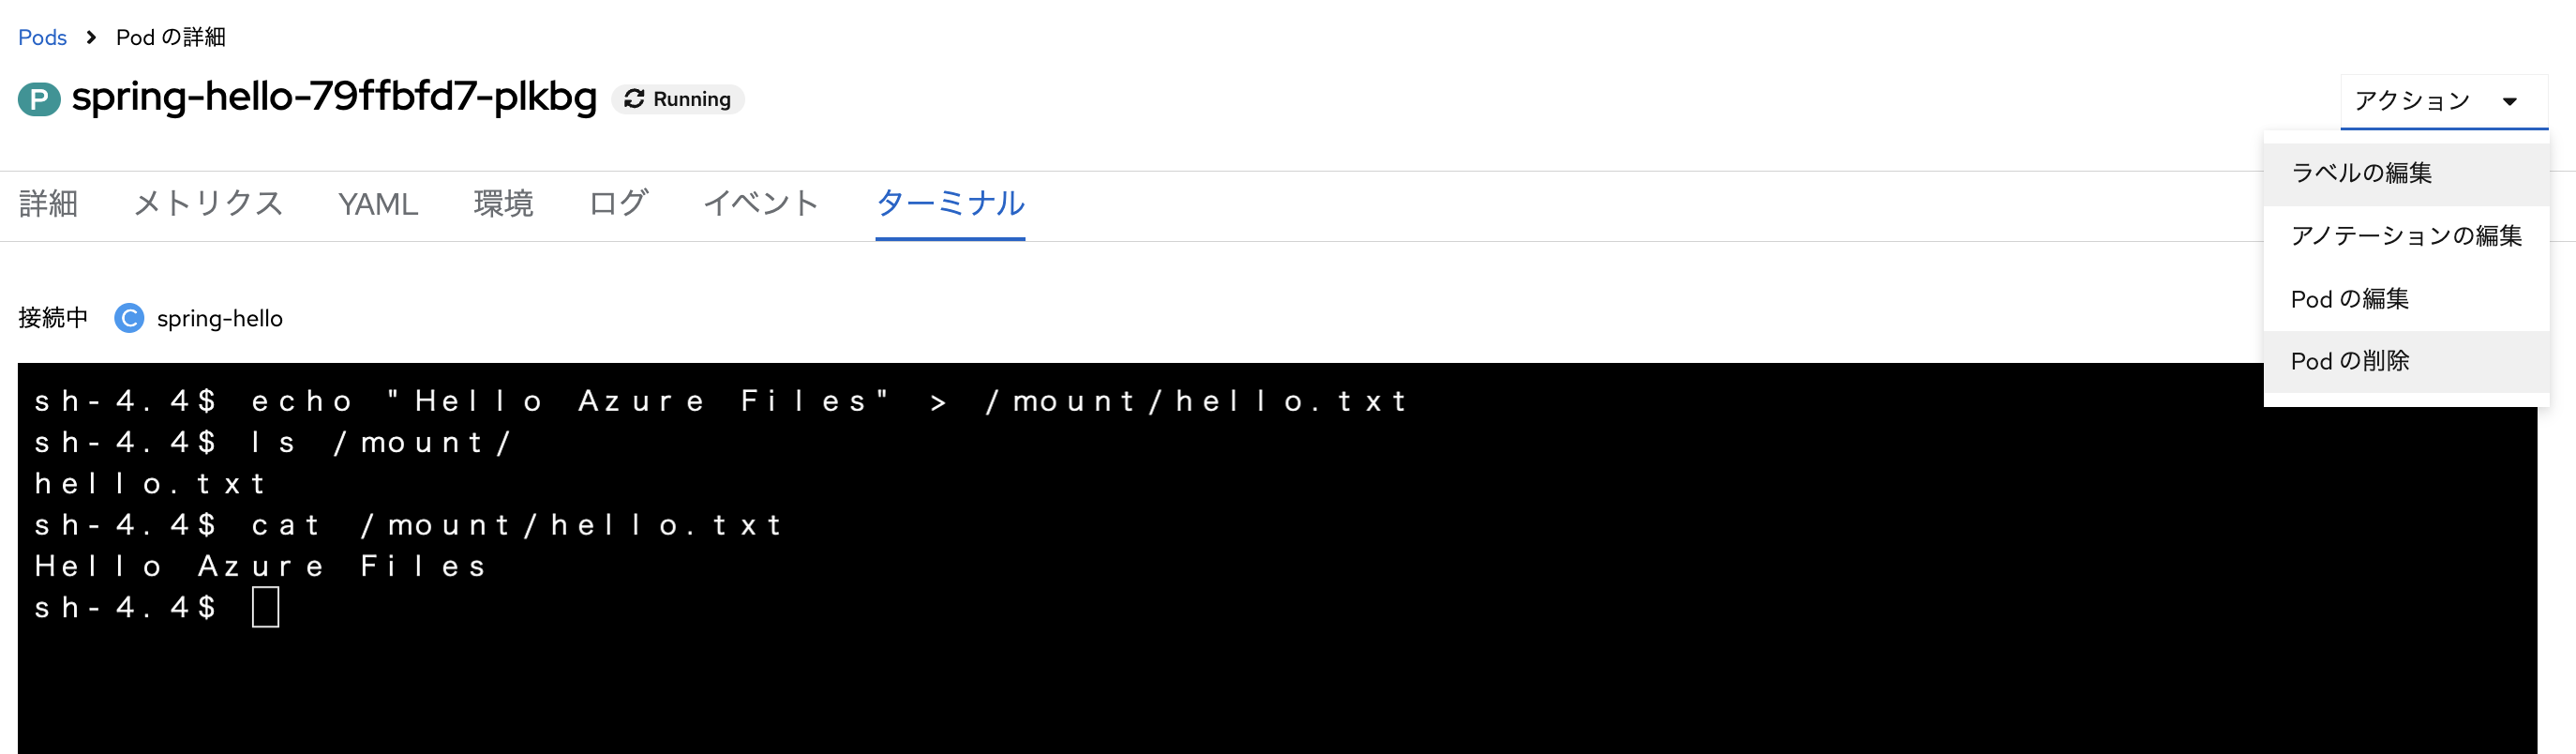 Pods > Pod の詳細
P spring-hello-79ffbfd7-plkbg Running
アクション
ラベルの編集
アノテーションの編集
Pod の編集
Pod の削除
詳細 メトリクス YAML 環境 ログ イベント ターミナル
接続中 C spring-hello
sh-4.4$ echo "Hello Azure Files" > /mount/hello.txt
sh-4.4$ ls /mount/
hello.txt
sh-4.4$ cat /mount/hello.txt
Hello Azure Files
sh-4.4$